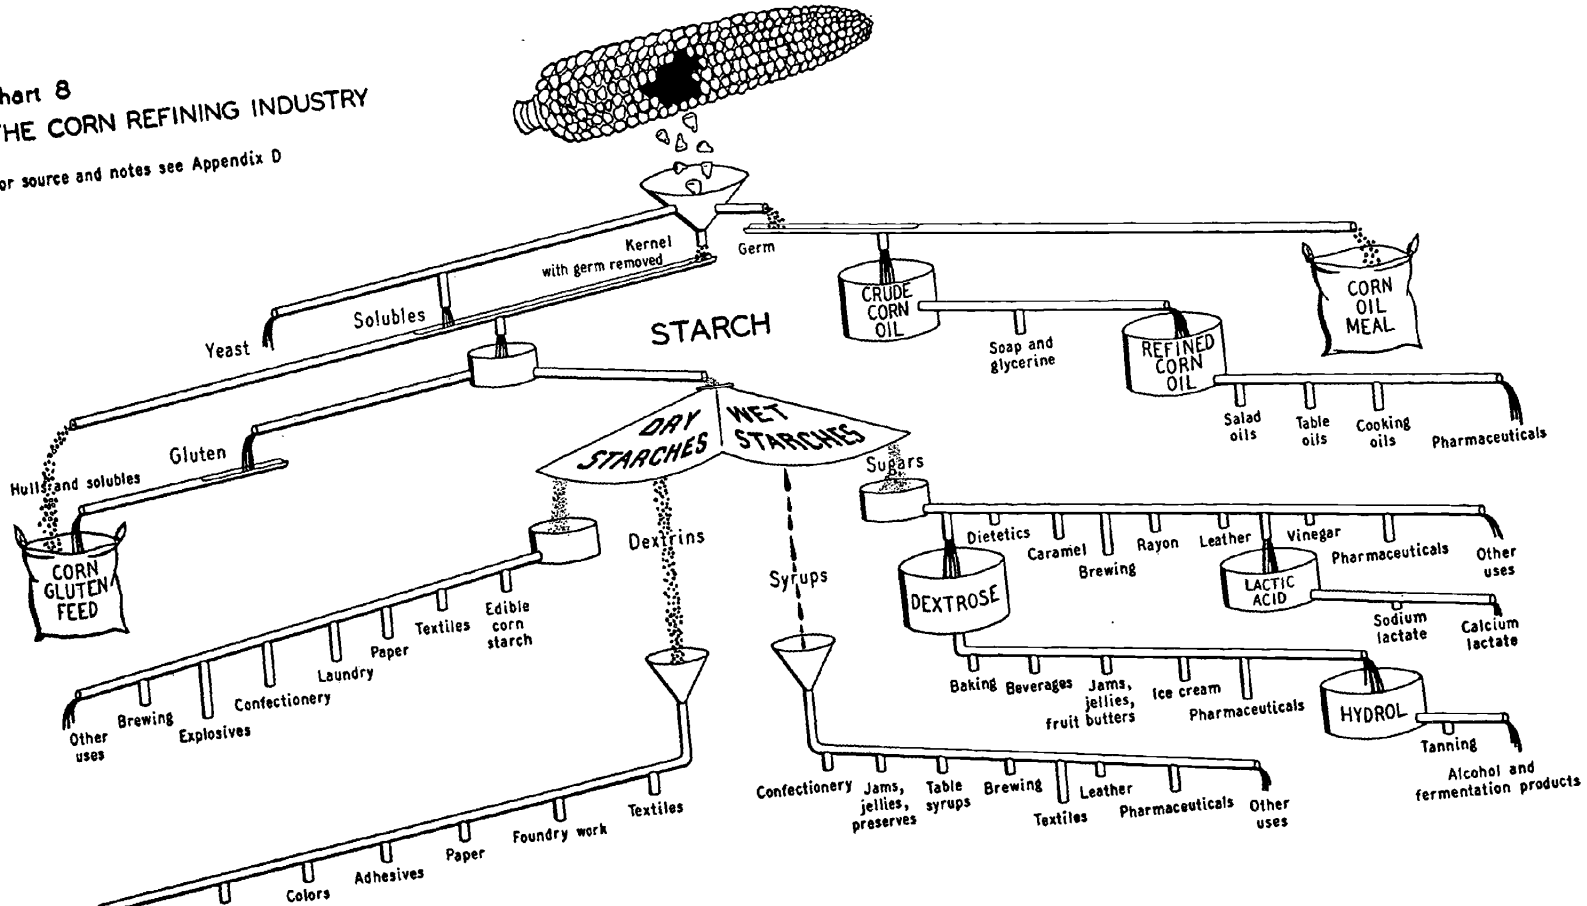 hart 8
THE CORN REFINING INDUSTRY
or source and notes see Appendix D
Kernel
with germ removed
Germ
Solubles
Yeast
STARCH
CRUDE
CORN
OIL
Soap and
glycerine
REFINED
CORN
OIL
CORN
OIL
MEAL
Salad
oils
Table
oils
Cooking
oils
Pharmaceuticals
Gluten
Hulls and solubles
CORN
GLUTEN
FEED
DRY
STARCHES
WET
STARCHES
Sugars
Dextrins
Syrups
Dietetics
Caramel
Brewing
Rayon
Leather
Vinegar
Pharmaceuticals
Other
uses
DEXTROSE
LACTIC
ACID
Sodium
lactate
Calcium
lactate
Edible
corn
starch
Textiles
Paper
Laundry
Confectionery
Explosives
Brewing
Other
uses
Baking
Beverages
Jams,
jellies,
fruit butters
Ice cream
Pharmaceuticals
HYDROL
Tanning
Alcohol and
fermentation products
Confectionery
Jams,
jellies,
preserves
Table
syrups
Brewing
Textiles
Leather
Pharmaceuticals
Other
uses
Textiles
Foundry work
Paper
Adhesives
Colors